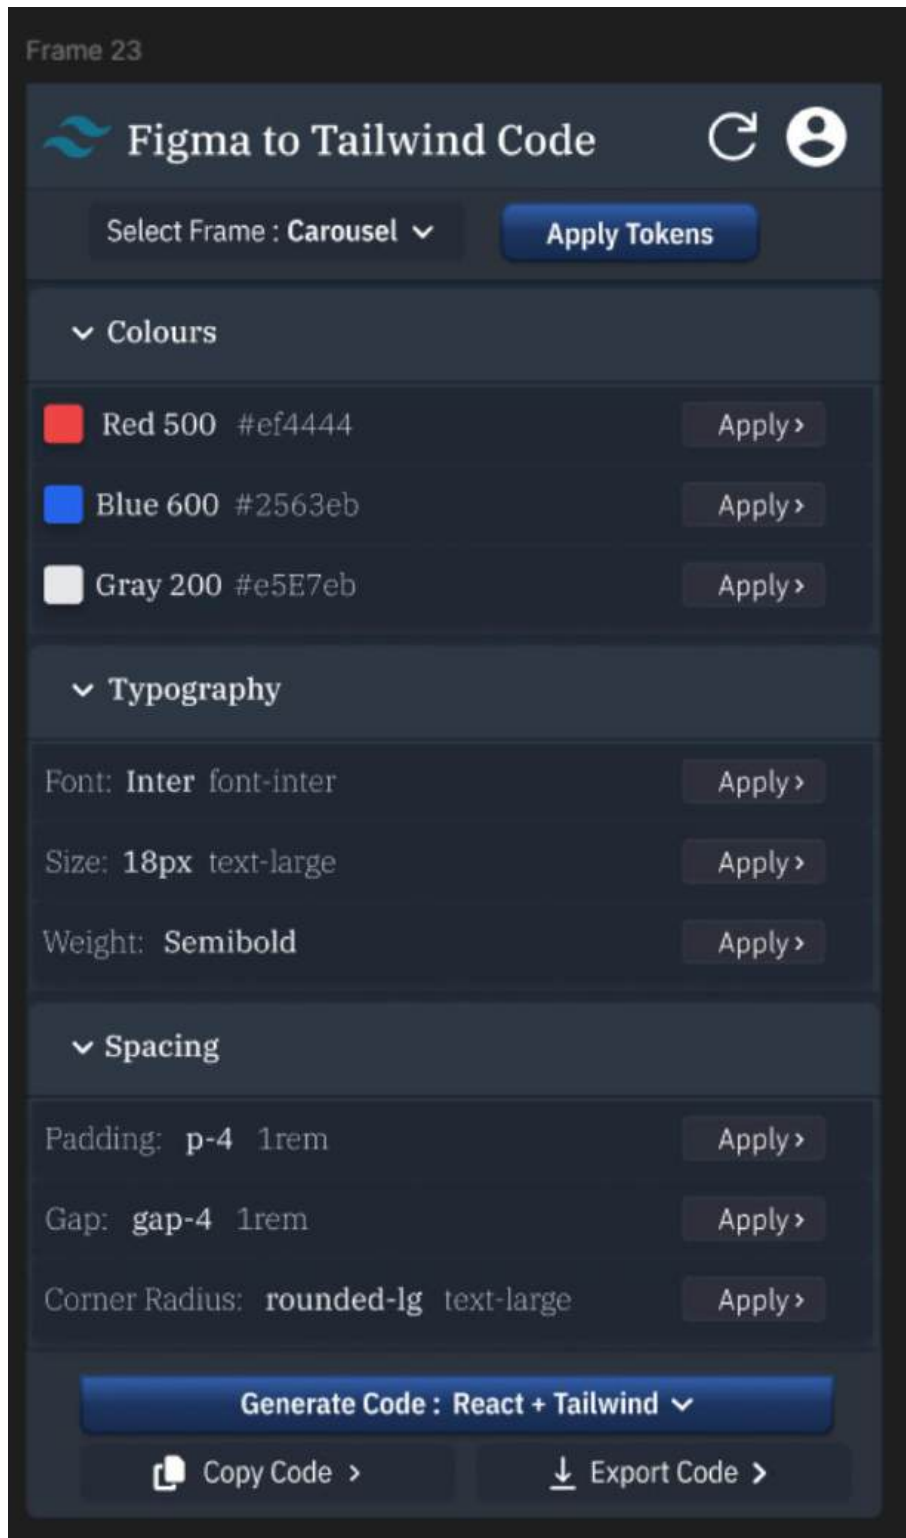 Frame 23
Figma to Tailwind Code
Select Frame : Carousel
Apply Tokens
Colours
Red 500 #ef4444 Apply >
Blue 600 #2563eb Apply >
Gray 200 #e5E7eb Apply >
Typography
Font: Inter font-inter Apply >
Size: 18px text-large Apply >
Weight: Semibold Apply >
Spacing
Padding: p-4 1rem Apply >
Gap: gap-4 1rem Apply >
Corner Radius: rounded-lg text-large Apply >
Generate Code : React + Tailwind
Copy Code >
Export Code >